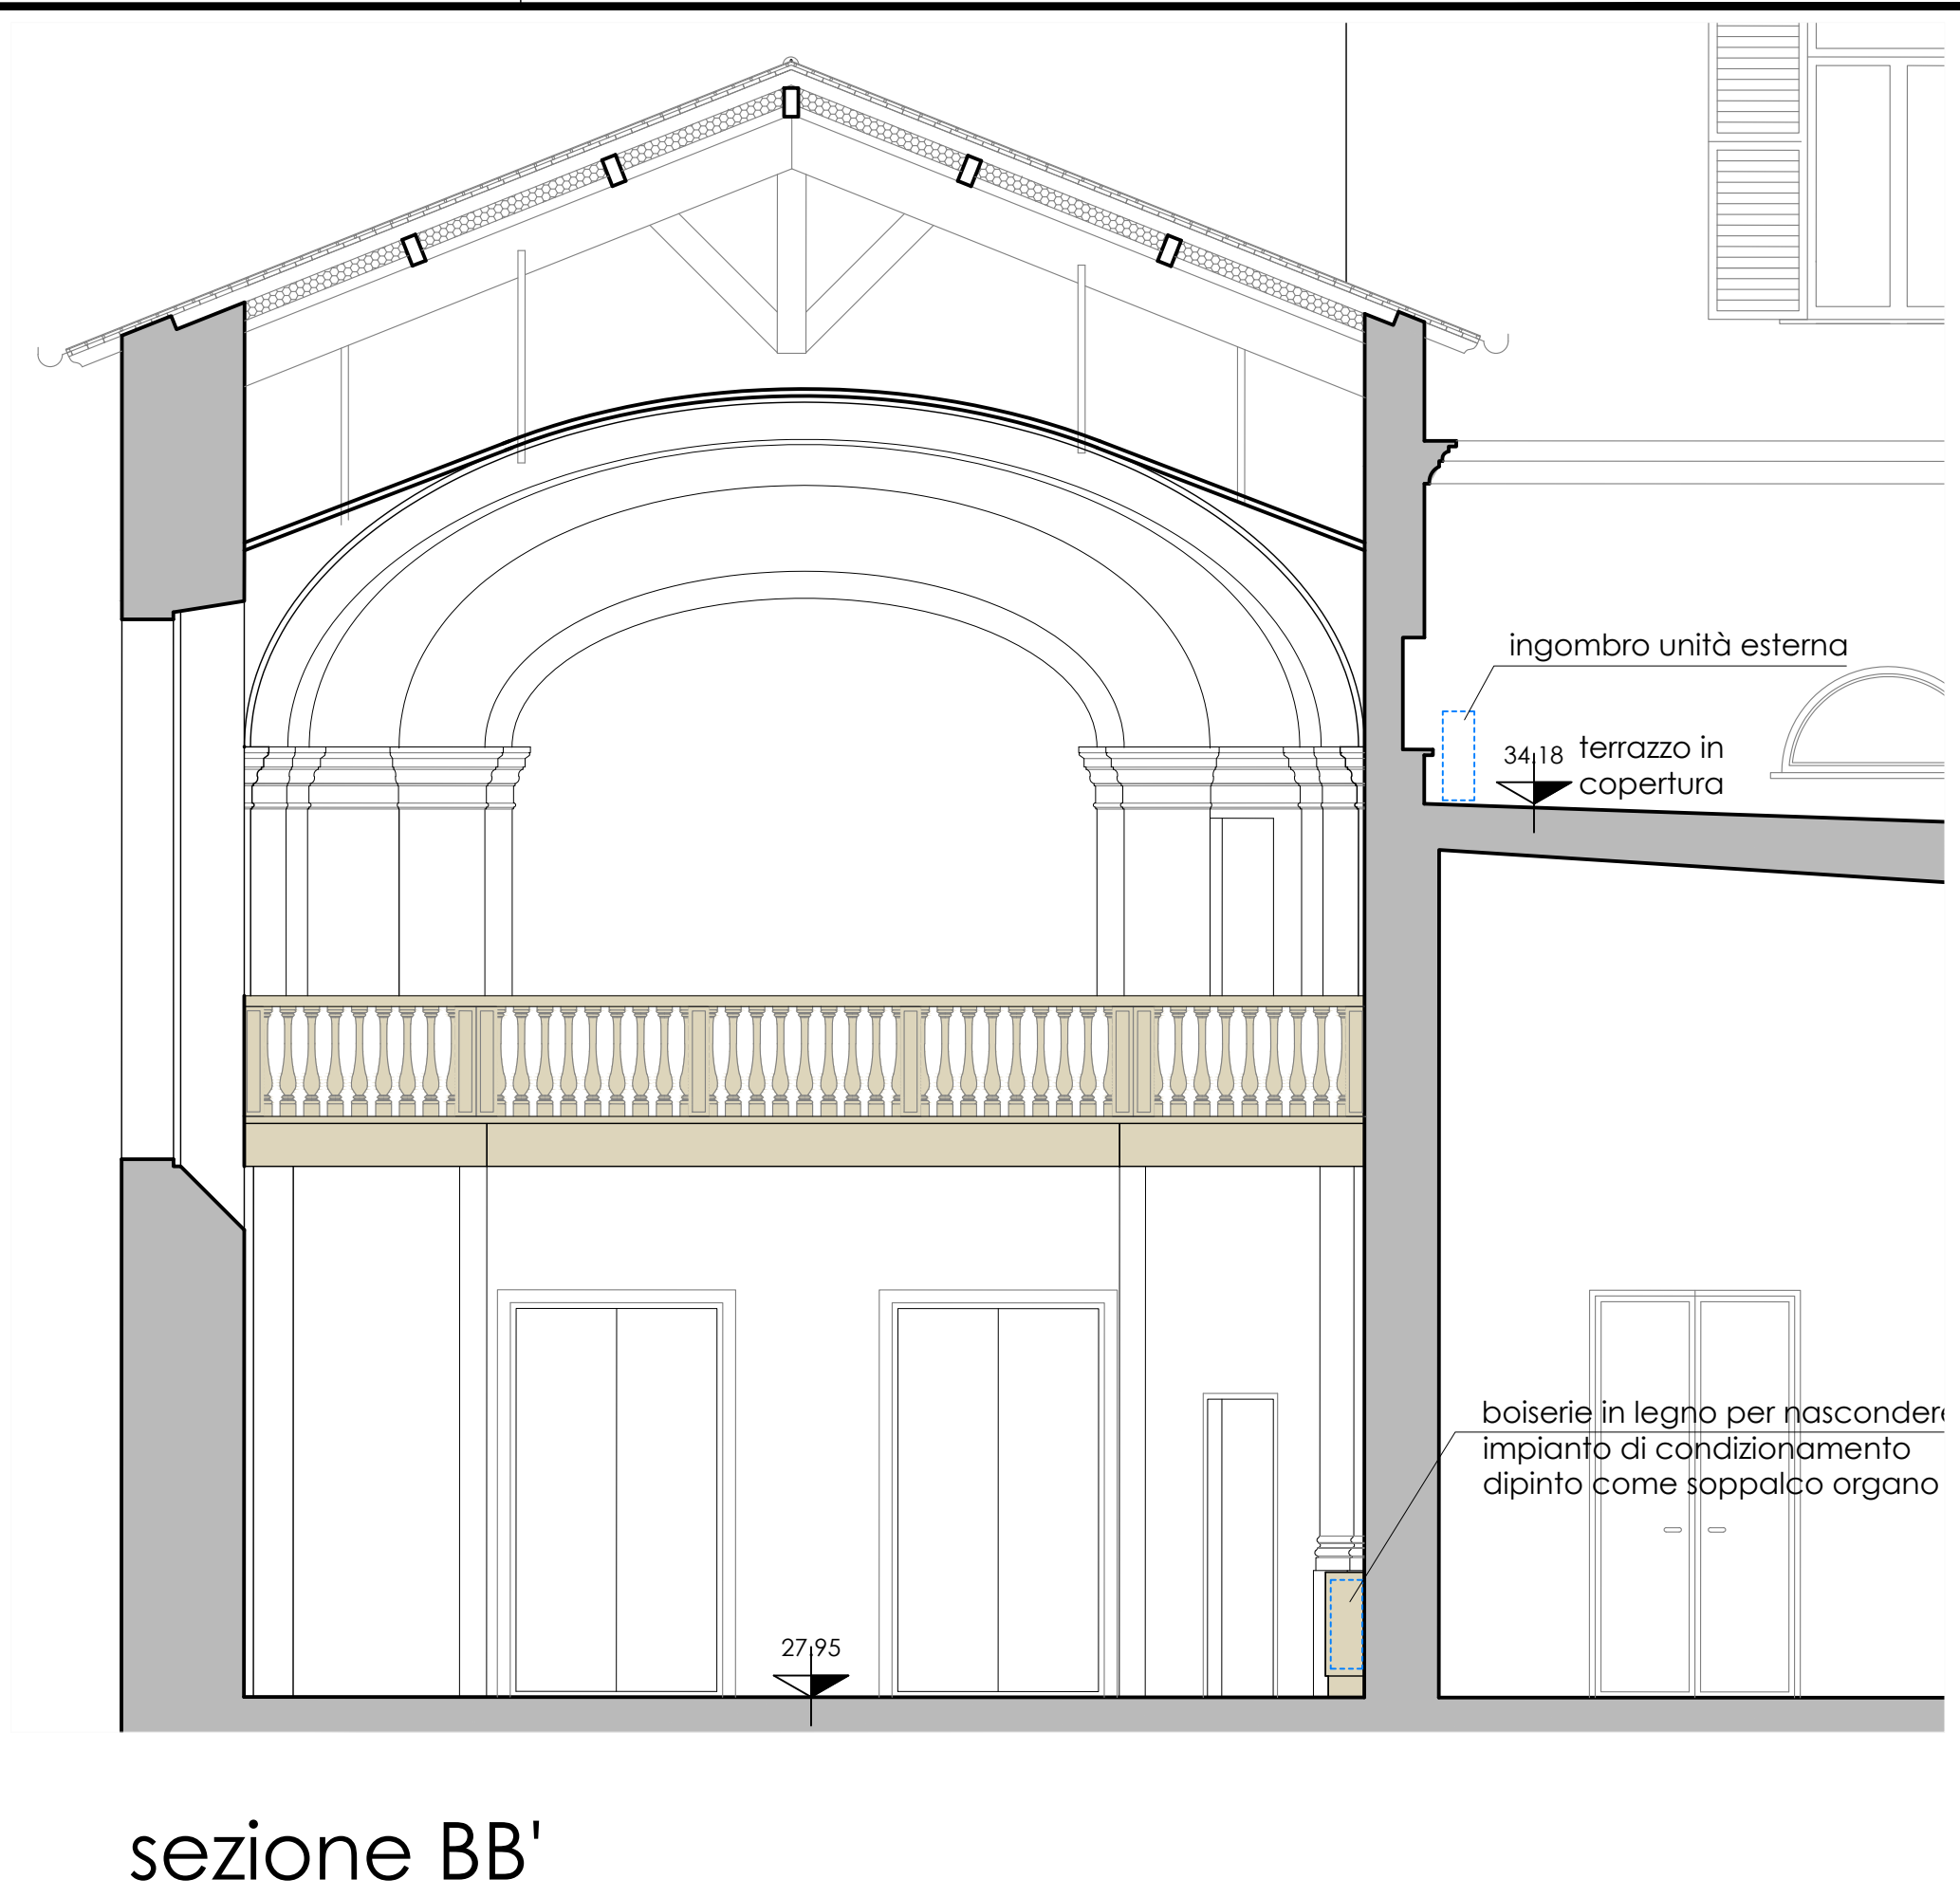 ingombro unità esterna
34.18
terrazzo in
copertura
boiserie in legno per nascondere
impianto di condizionamento
dipinto come soppalco organo
27.95
sezione BB'